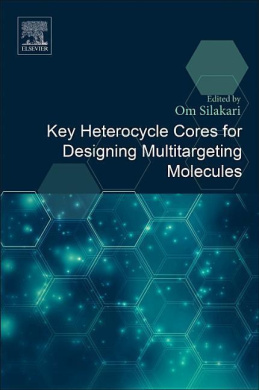 ELSEVIER
Edited by
Om Silakari
Key Heterocycle Cores for
Designing Multitargeting
Molecules